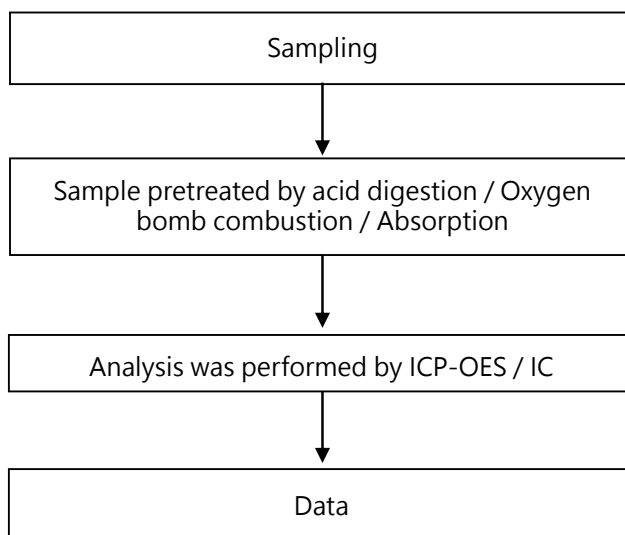 Sampling
Sample pretreated by acid digestion / Oxygen
bomb combustion / Absorption
Analysis was performed by ICP-OES / IC
Data